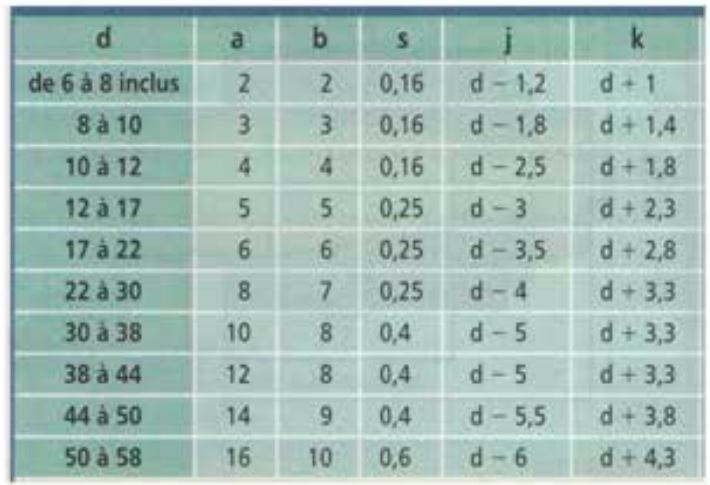 d a b s j k
de 6 à 8 inclus 2 2 0,16 d - 1,2 d + 1
8 à 10 3 3 0,16 d - 1,8 d + 1,4
10 à 12 4 4 0,16 d - 2,5 d + 1,8
12 à 17 5 5 0,25 d - 3 d + 2,3
17 à 22 6 6 0,25 d - 3,5 d + 2,8
22 à 30 8 7 0,25 d - 4 d + 3,3
30 à 38 10 8 0,4 d - 5 d + 3,3
38 à 44 12 8 0,4 d - 5 d + 3,3
44 à 50 14 9 0,4 d - 5,5 d + 3,8
50 à 58 16 10 0,6 d - 6 d + 4,3